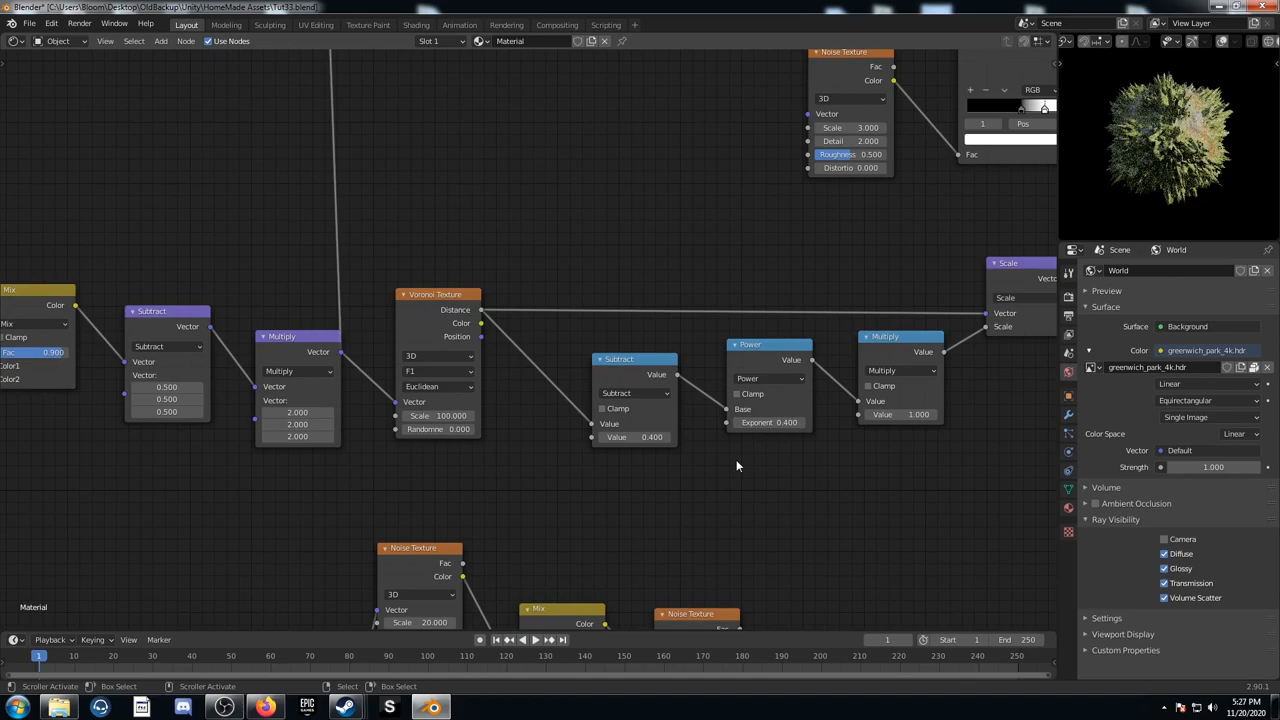 Blender* [C:\Users\Bloom\OldBackup\Unity\HomeMade Assets\Tut33.blend]
File Edit Render Window Help Layout Modeling Sculpting UV Editing Texture Paint Shading Animation Rendering Compositing Scripting Scene View Layer
Object View Select Add Node Use Nodes Slot 1 Material
Noise Texture
Fac
Color
3D
Vector
Scale 3.000
Detail 2.000
Roughness 0.500
Distortio 0.000
RGB
1 Pos
Fac
Mix
Color
Mix
Clamp
Fac 0.900
Color1
Color2
Subtract
Vector
Subtract
Vector
Vector:
0.500
0.500
0.500
Multiply
Vector
Multiply
Vector
Vector:
2.000
2.000
2.000
Voronoi Texture
Distance
Color
Position
3D
F1
Euclidean
Vector
Scale 100.000
Randomne 0.000
Subtract
Value
Subtract
Clamp
Value
Value 0.400
Power
Value
Power
Clamp
Base
Exponent 0.400
Multiply
Value
Multiply
Clamp
Value
Value 1.000
Scale
Vecto
Scale
Vector
Scale
Noise Texture
Fac
Color
3D
Vector
Scale 20.000
Mix
Color
Noise Texture
Material
Scene World
World
Preview
Surface
Surface Background
Color greenwich_park_4k.hdr
greenwich_park_4k.hdr
Linear
Equirectangular
Single Image
Color Space Linear
Vector Default
Strength 1.000
Volume
Ambient Occlusion
Ray Visibility
Camera
Diffuse
Glossy
Transmission
Volume Scatter
Settings
Viewport Display
Custom Properties
Playback Keying View Marker 1 Start 1 End 250
1 10 20 30 40 50 60 70 80 90 100 110 120 130 140 150 160 170 180 190 200 210 220 230 240 250
Scroller Activate Box Select Scroller Activate Select Box Select 2.90.1
EPIC GAMES S
5:27 PM
11/20/2020